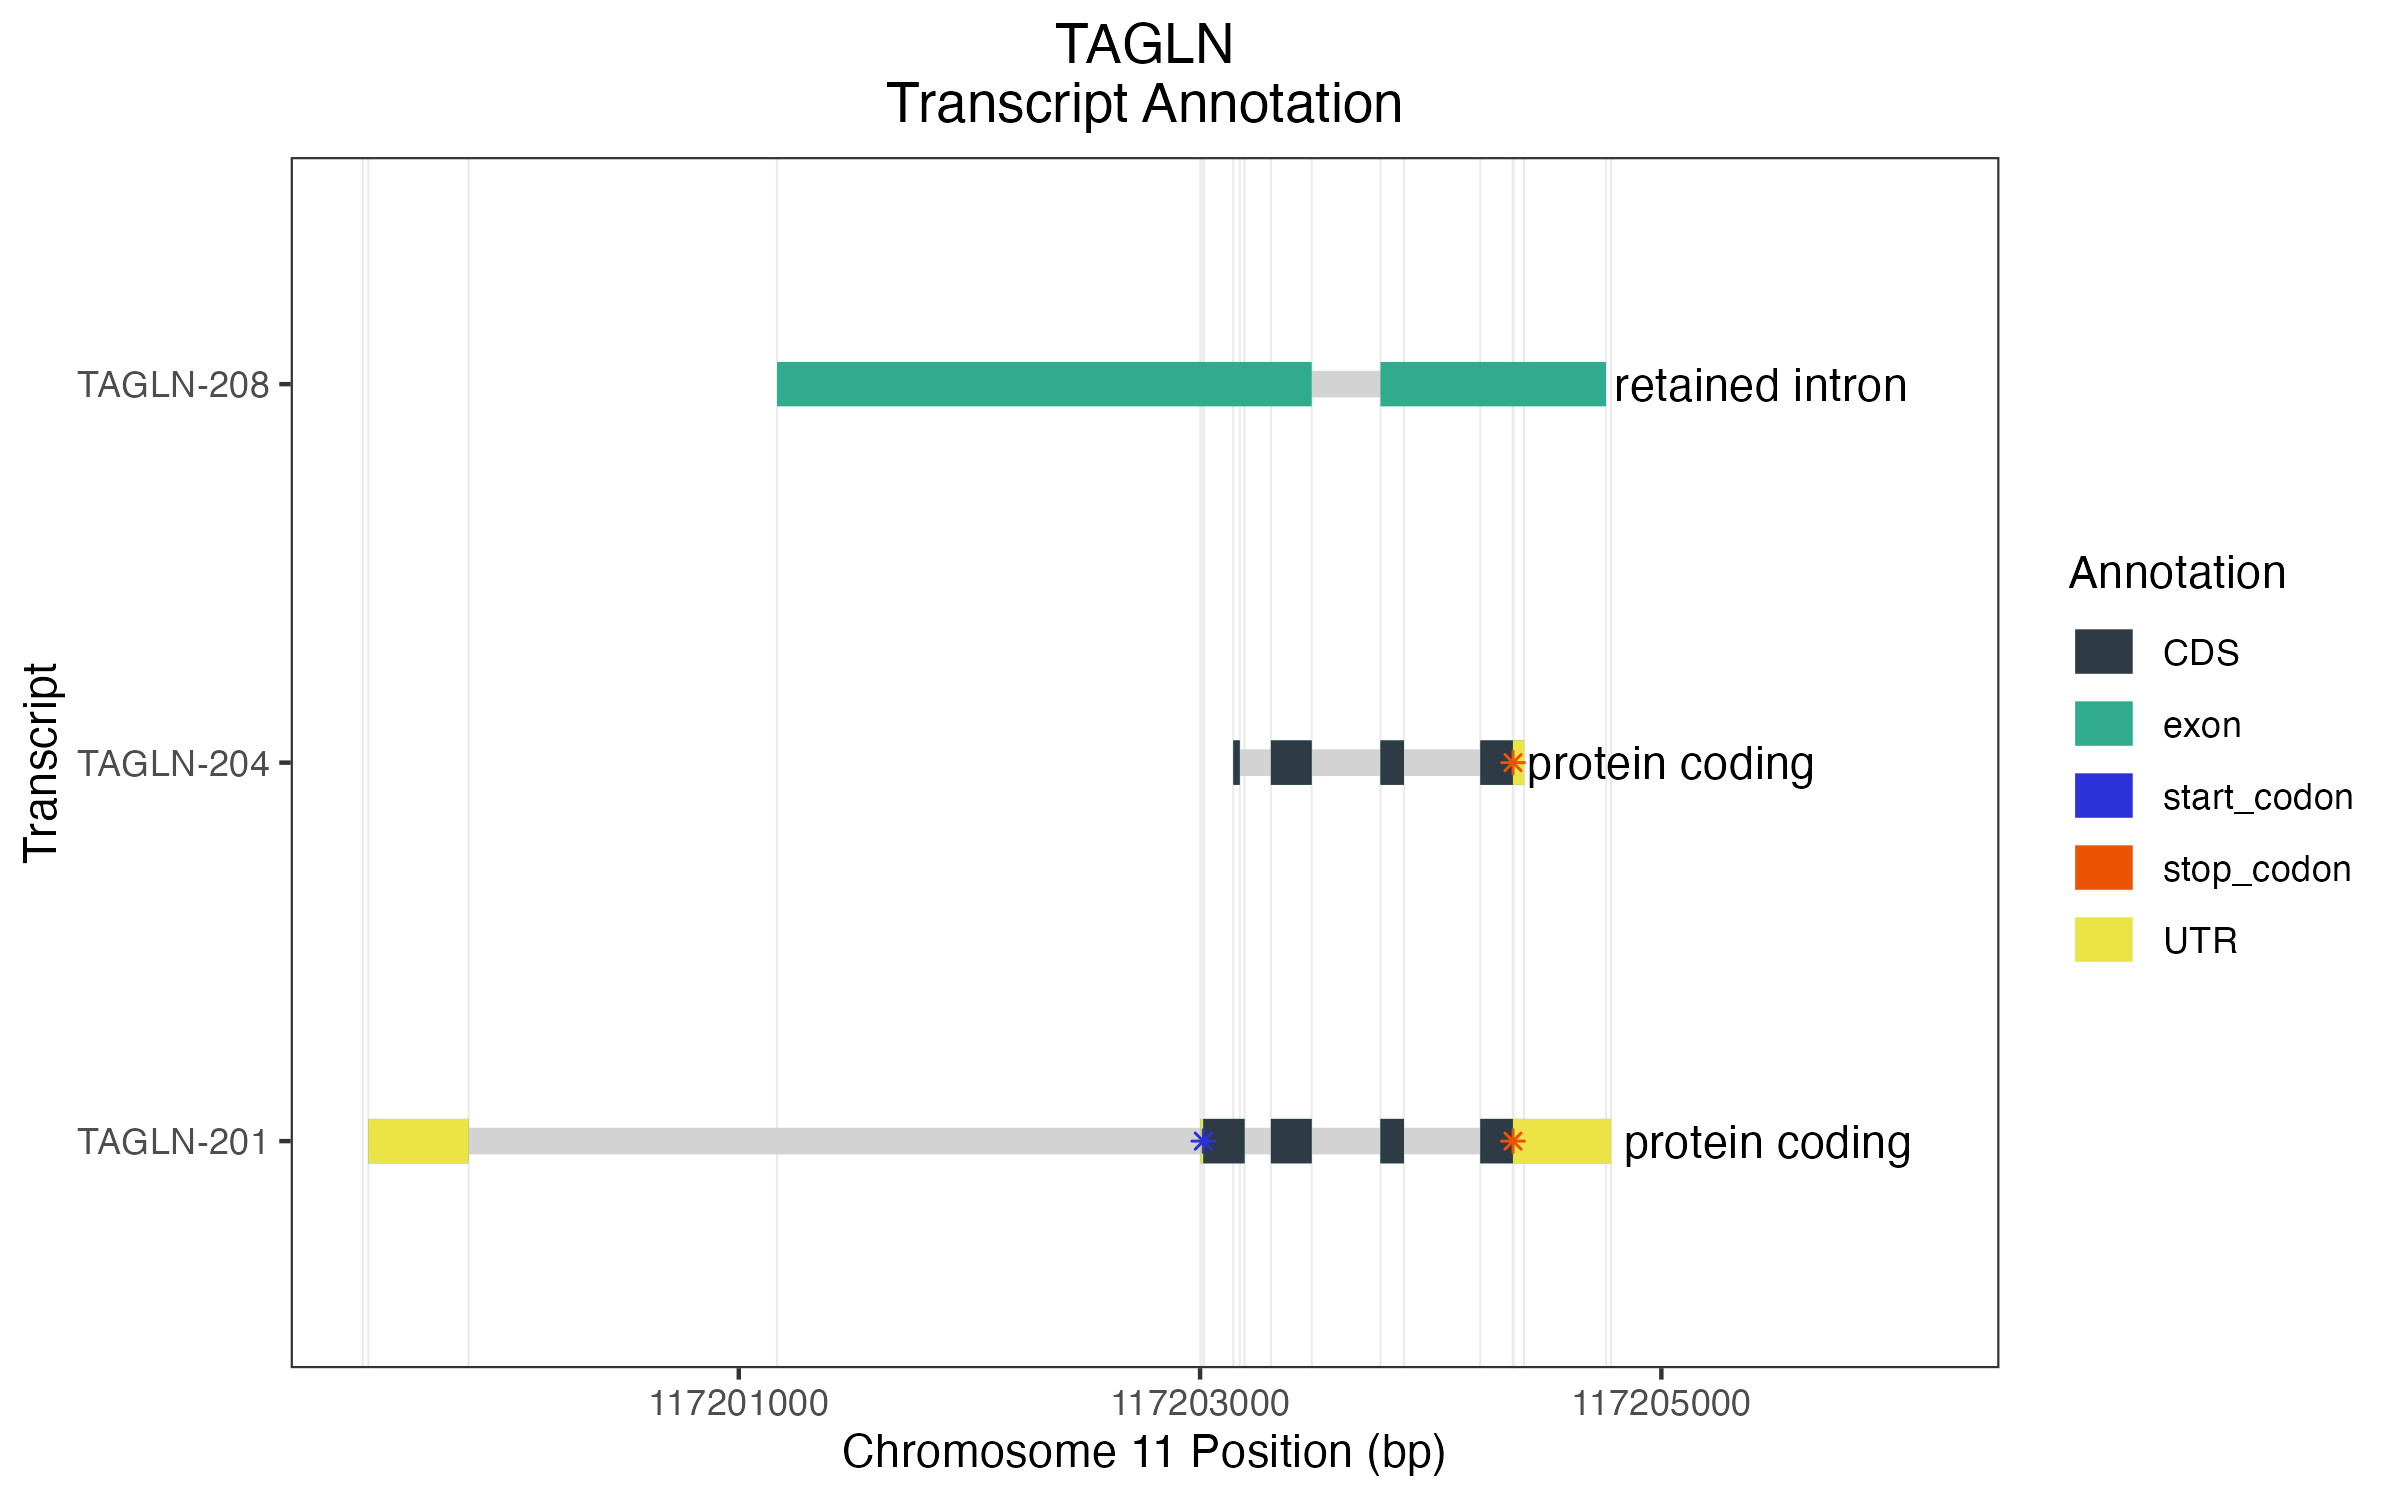 TAGLN
Transcript Annotation
Transcript
TAGLN-208
retained intron
TAGLN-204
protein coding
TAGLN-201
protein coding
117201000
117203000
117205000
Chromosome 11 Position (bp)
Annotation
CDS
exon
start_codon
stop_codon
UTR